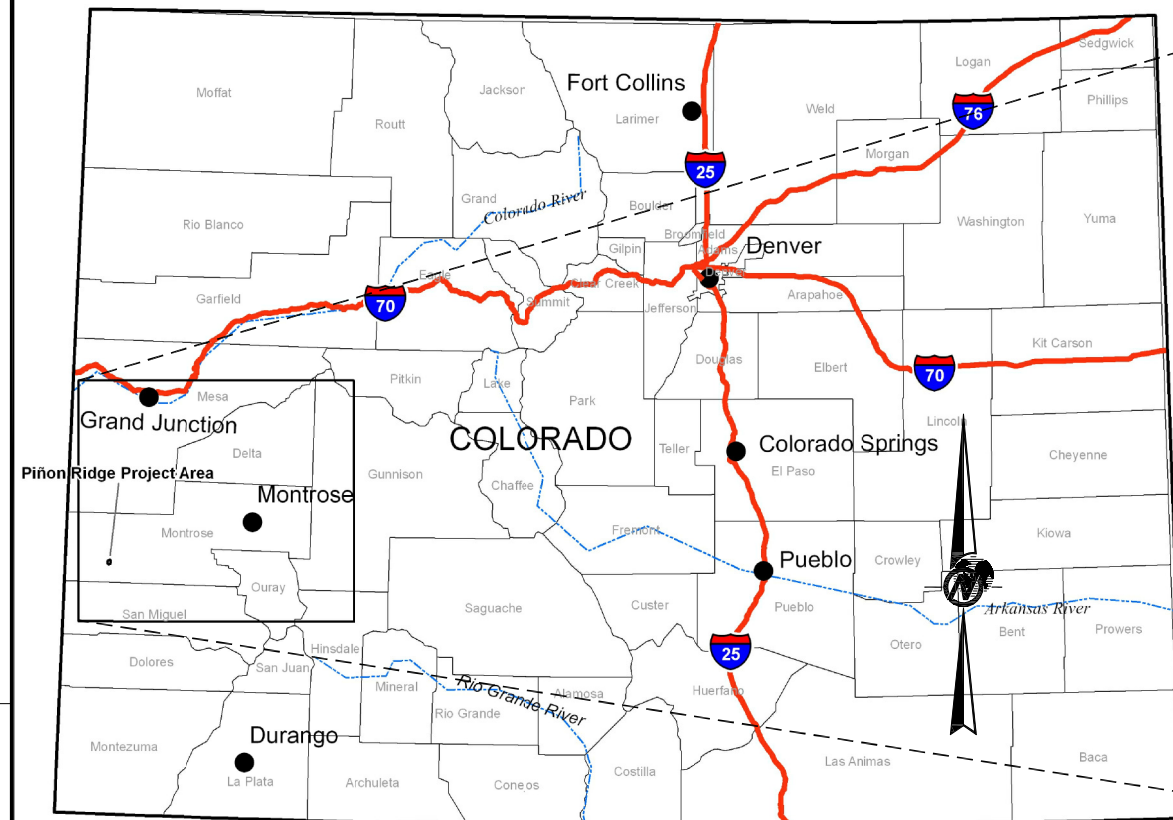 Sedgwick
Logan
Moffat
Jackson
Fort Collins
Phillips
Weld
76
Larimer
Routt
Morgan
25
Grand
Colorado River
Boulder
Rio Blanco
Washington
Yuma
Broomfield
Gilpin
Adams
Denver
Eagle
Denver
Clear Creek
Garfield
70
Summit
Arapahoe
Jefferson
Kit Carson
Douglas
Elbert
70
Pitkin
Lake
Mesa
Park
Grand Junction
Lincoln
COLORADO
Colorado Springs
Teller
Delta
Cheyenne
El Paso
Piñon Ridge Project Area
Gunnison
Chaffee
Montrose
Montrose
Fremont
Kiowa
Pueblo
Crowley
Ouray
N
Saguache
Custer
Pueblo
Arkansas River
San Miguel
Bent
Prowers
Otero
Hinsdale
25
Dolores
San Juan
Mineral
Rio Grande River
Alamosa
Huerfano
Rio Grande
Durango
Montezuma
Baca
Las Animas
Costilla
La Plata
Archuleta
Coneos